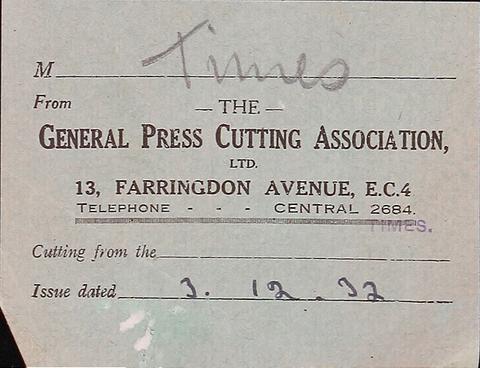 M Times
From
— THE —
GENERAL PRESS CUTTING ASSOCIATION,
LTD.
13, FARRINGDON AVENUE, E.C.4
TELEPHONE - - - CENTRAL 2684.
TIMES.
Cutting from the
Issue dated 3. 12. 32